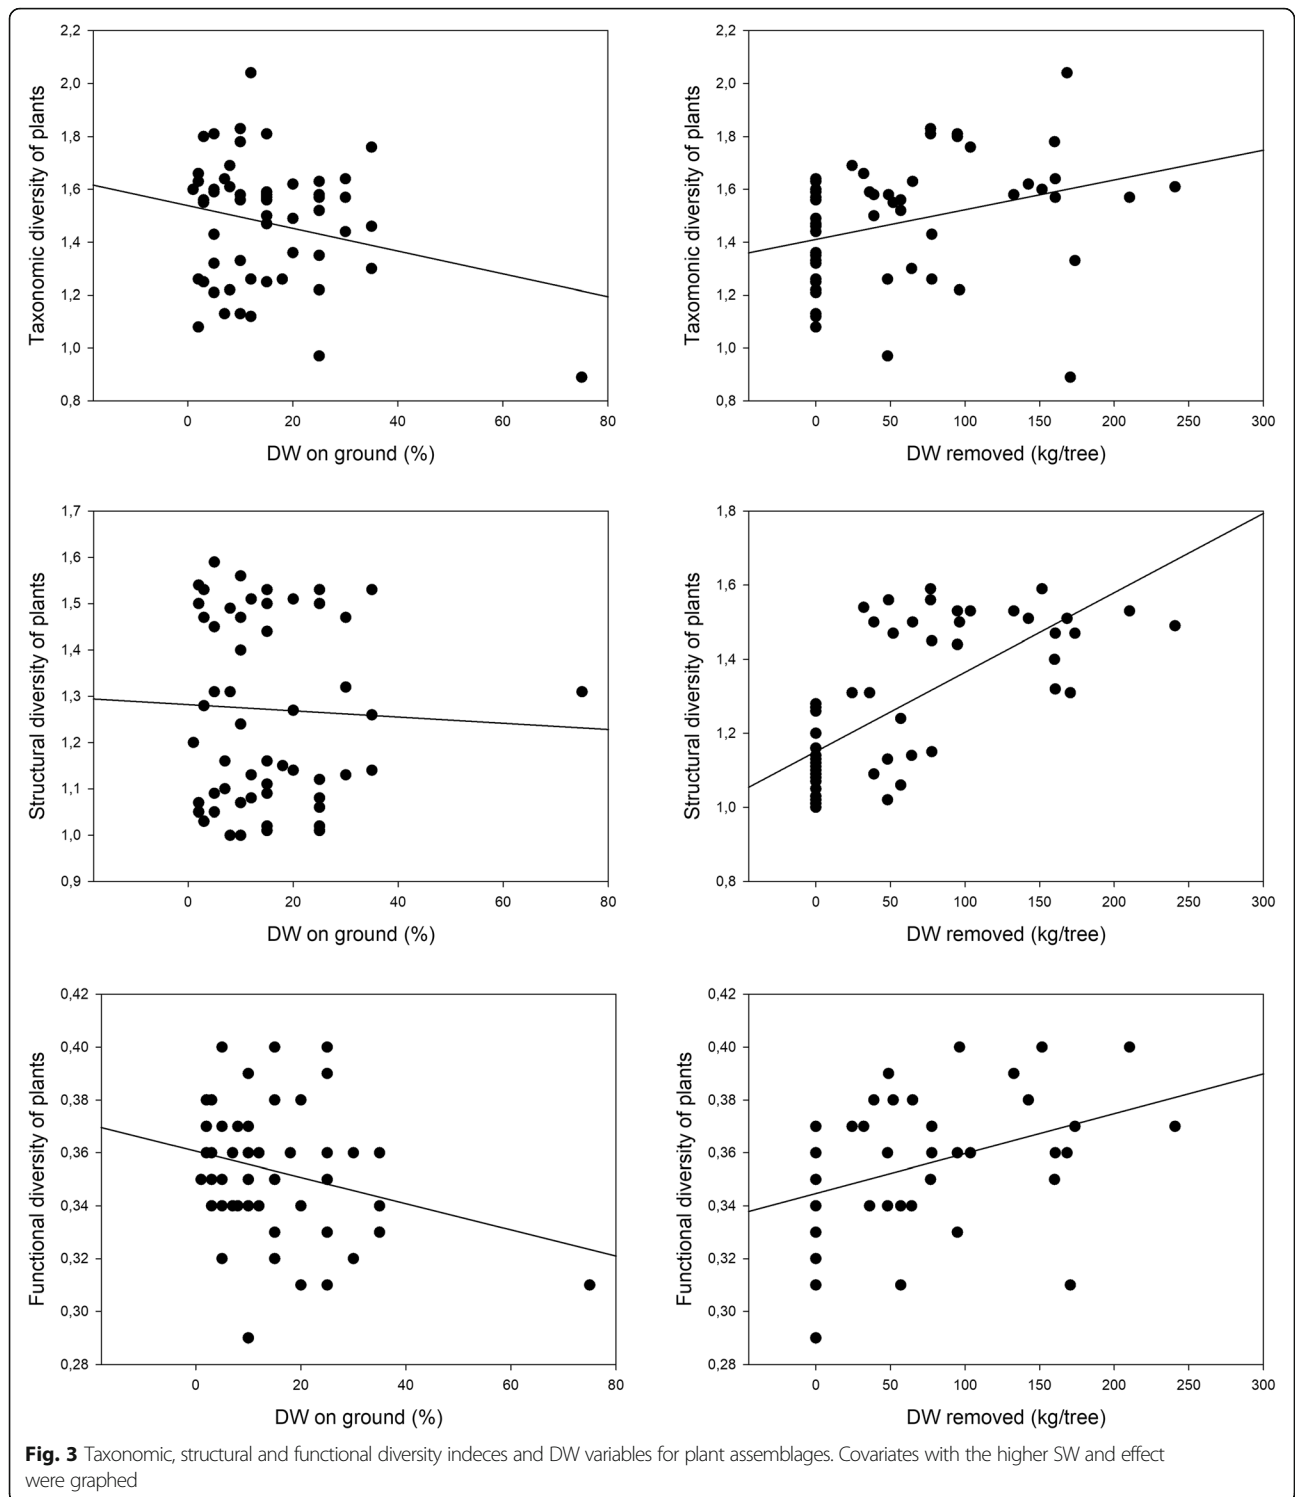 2,2
2,0
1,8
1,6
1,4
1,2
1,0
0,8
Taxonomic diversity of plants
0 20 40 60 80
DW on ground (%)
2,2
2,0
1,8
1,6
1,4
1,2
1,0
0,8
Taxomomic diversity of plants
0 50 100 150 200 250 300
DW removed (kg/tree)
1,7
1,6
1,5
1,4
1,3
1,2
1,1
1,0
0,9
Structural diversity of plants
0 20 40 60 80
DW on ground (%)
1,8
1,6
1,4
1,2
1,0
0,8
Structural diversity of plants
0 50 100 150 200 250 300
DW removed (kg/tree)
0,42
0,40
0,38
0,36
0,34
0,32
0,30
0,28
Functional diversity of plants
0 20 40 60 80
DW on ground (%)
0,42
0,40
0,38
0,36
0,34
0,32
0,30
0,28
Functional diversity of plants
0 50 100 150 200 250 300
DW removed (kg/tree)
Fig. 3 Taxonomic, structural and functional diversity indeces and DW variables for plant assemblages. Covariates with the higher SW and effect
were graphed